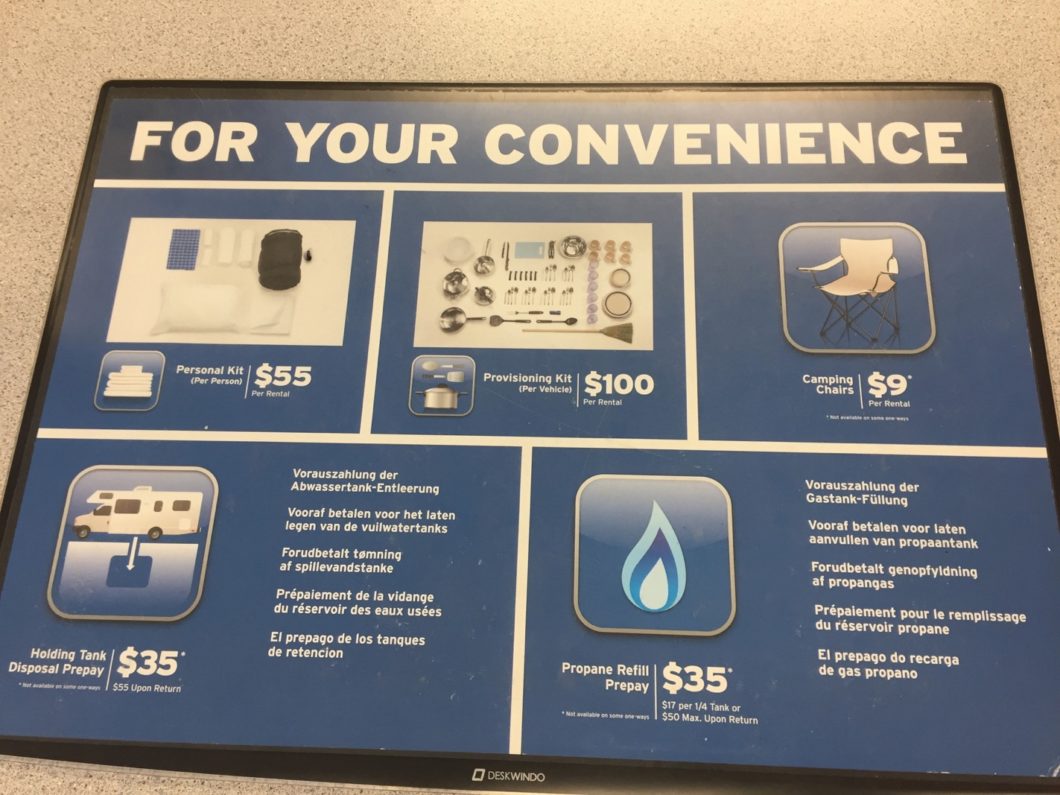 FOR YOUR CONVENIENCE
Personal Kit
(Per Person)
$55
Per Rental
Provisioning Kit
(Per Vehicle)
$100
Per Rental
Camping
Chairs
$9*
Per Rental
* Not available on some one-ways
Vorauszahlung der
Abwassertank-Entleerung
Vooraf betalen voor het laten
legen van de vuilwatertanks
Forudbetalt tømning
af spillevandstanke
Prépaiement de la vidange
du réservoir des eaux usées
El prepago de los tanques
de retencion
Holding Tank
Disposal Prepay
* Not available on some one-ways
$35*
$55 Upon Return
Vorauszahlung der
Gastank-Füllung
Vooraf betalen voor laten
aanvullen van propaantank
Forudbetalt genopfyldning
af propangas
Prépaiement pour le remplissage
du réservoir propane
El prepago do recarga
de gas propano
Propane Refill
Prepay
* Not available on some one-ways
$35*
$17 per 1/4 Tank or
$50 Max. Upon Return
DESKWINDO